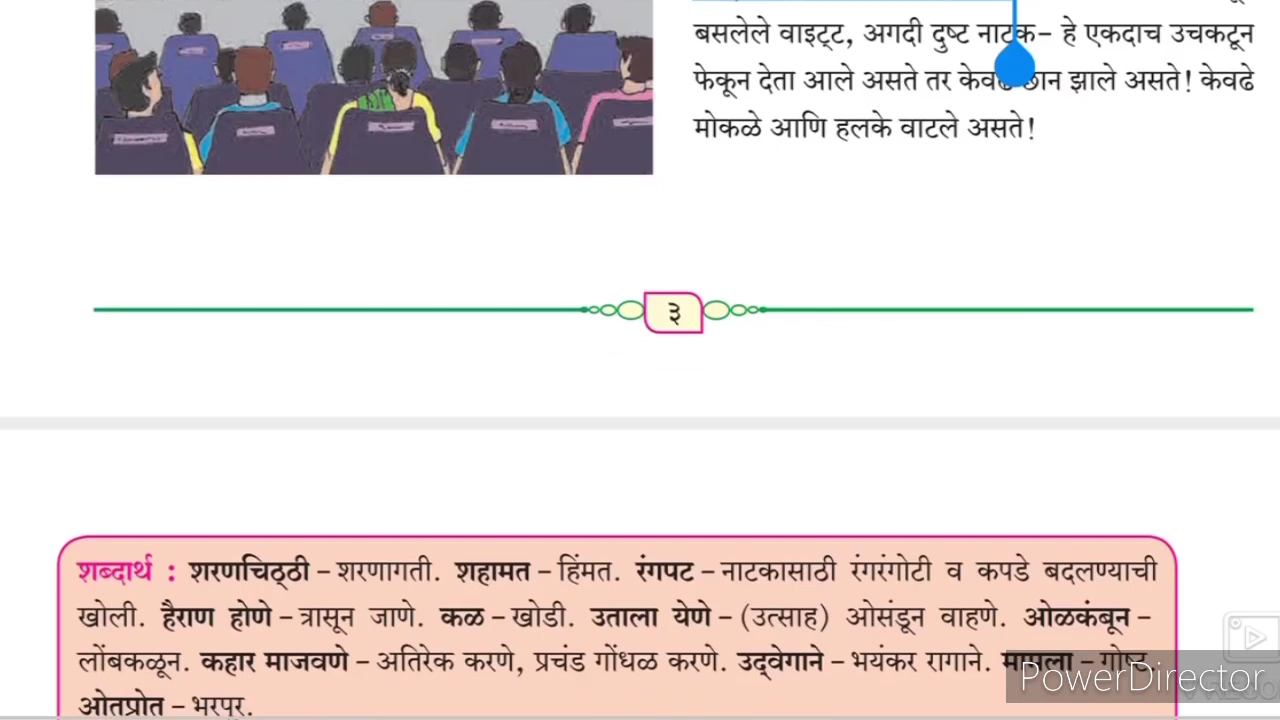 बसलेले वाइट्ट, अगदी दुष्ट नाटक- हे एकदाच उचकटून
फेकून देता आले असते तर केवढे छान झाले असते! केवढे
मोकळे आणि हलके वाटले असते!
३
शब्दार्थ : शरणचिठ्ठी – शरणागती. शहामत – हिंमत. रंगपट – नाटकासाठी रंगरंगोटी व कपडे बदलण्याची
खोली. हैराण होणे – त्रासून जाणे. कळ – खोडी. उताला येणे – (उत्साह) ओसंडून वाहणे. ओळकंबून –
लोंबकळून. कहार माजवणे – अतिरेक करणे, प्रचंड गोंधळ करणे. उद्‌वेगाने – भयंकर रागाने. मामला – गोष्ट.
ओतप्रोत – भरपूर.
PowerDirector